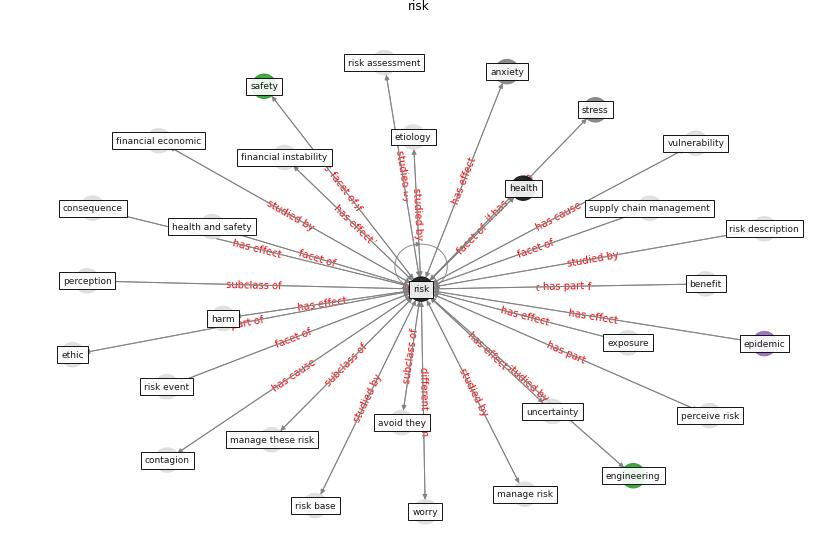 risk
risk assessment
anxiety
safety
stress
etiology
financial economic
vulnerability
financial instability
studied by
has effect
facet of
health
consequence
supply chain management
has effect
studied by
has cause
health and safety
studied by
facet of
risk description
has effect
facet of
facet of
studied by
perception
subclass of
risk
has part
benefit
harm
has effect
has effect
has effect
ethic
facet of
exposure
epidemic
risk event
has cause
subclass of
subclass of
has effect
has part
studied by
different
studied by
avoid they
uncertainty
perceive risk
manage these risk
contagion
engineering
manage risk
risk base
worry